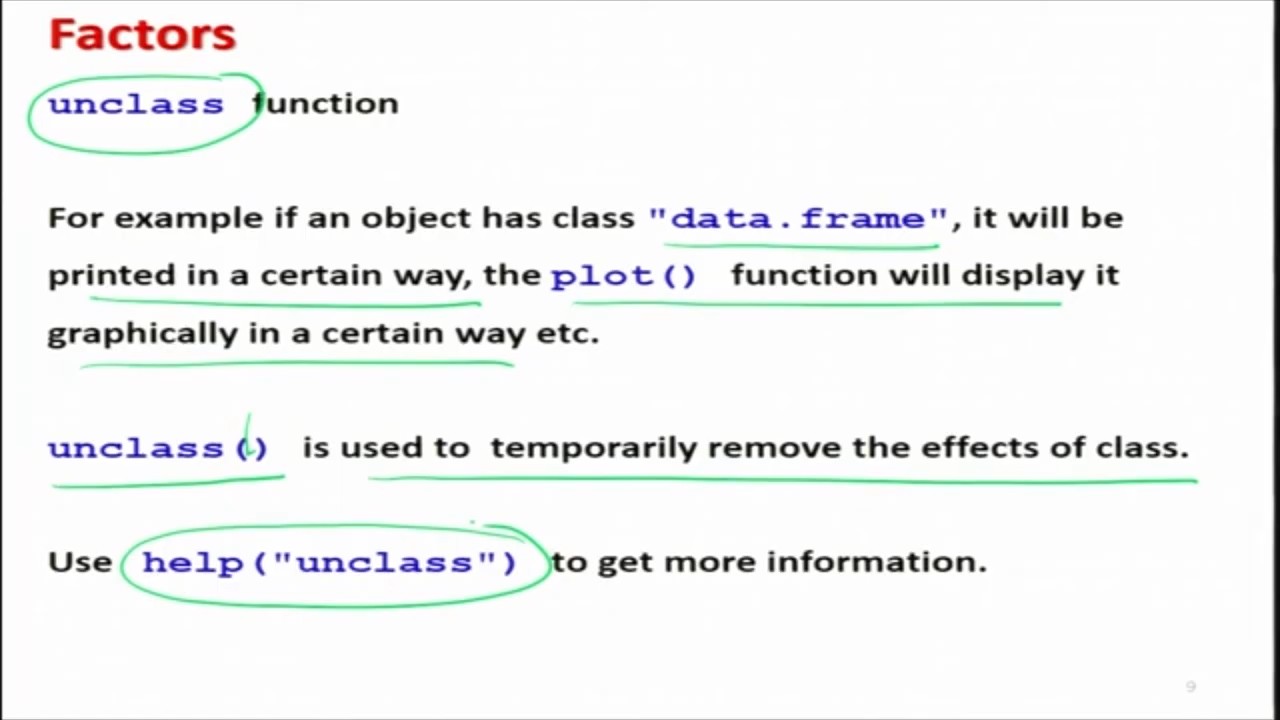 Factors
unclass function
For example if an object has class "data.frame", it will be
printed in a certain way, the plot() function will display it
graphically in a certain way etc.
unclass() is used to temporarily remove the effects of class.
Use help("unclass") to get more information.
9